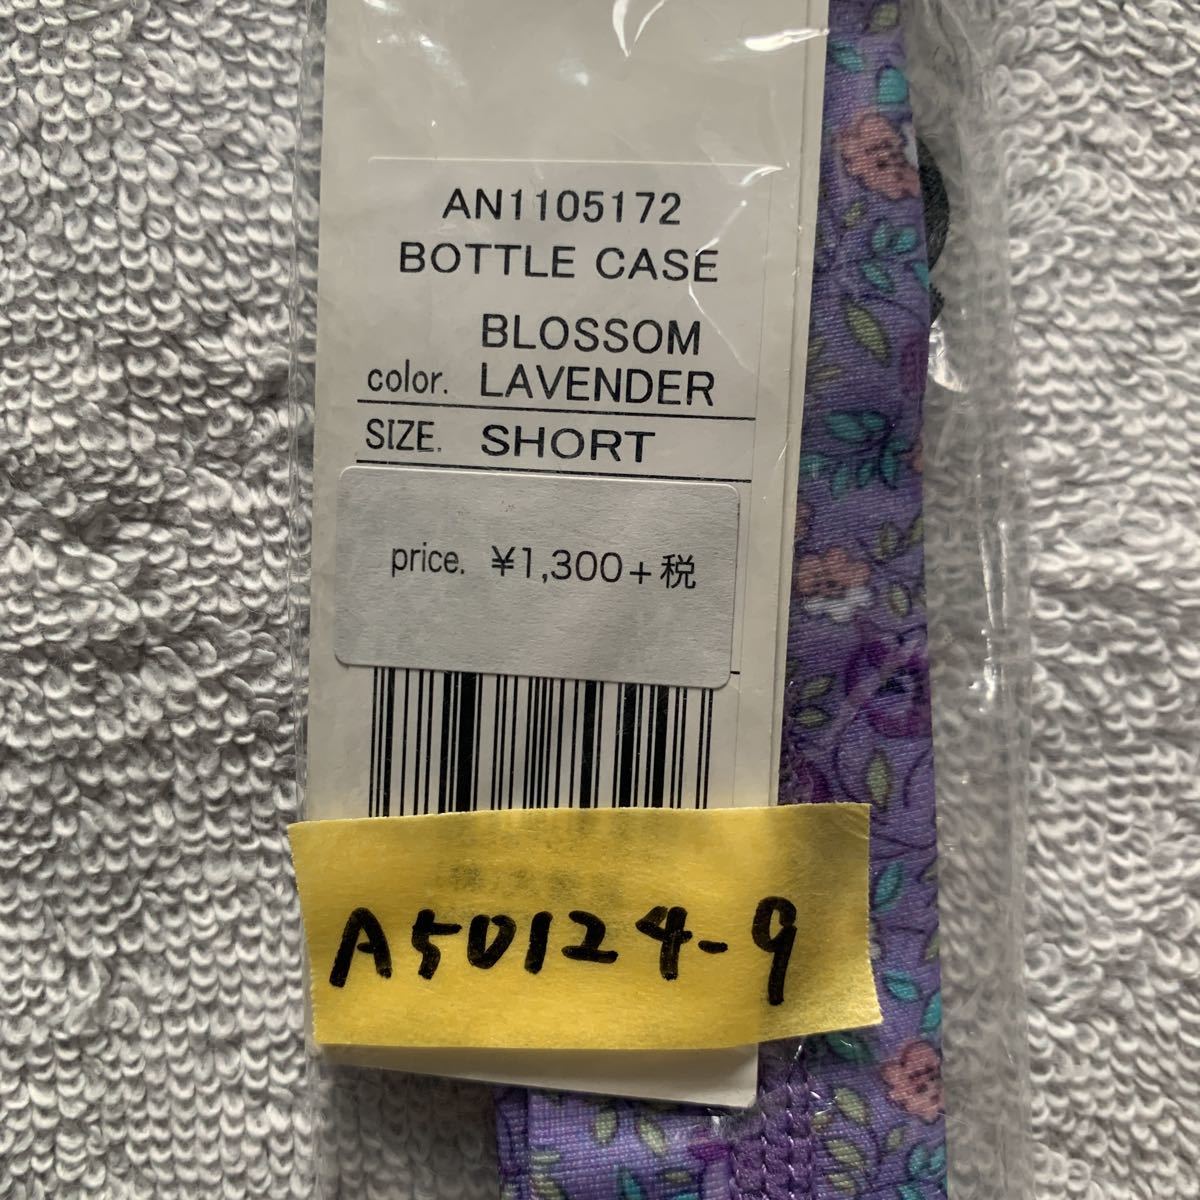 AN1105172
BOTTLE CASE
BLOSSOM
color. LAVENDER
SIZE. SHORT
price. ¥1,300+税
A50124-9